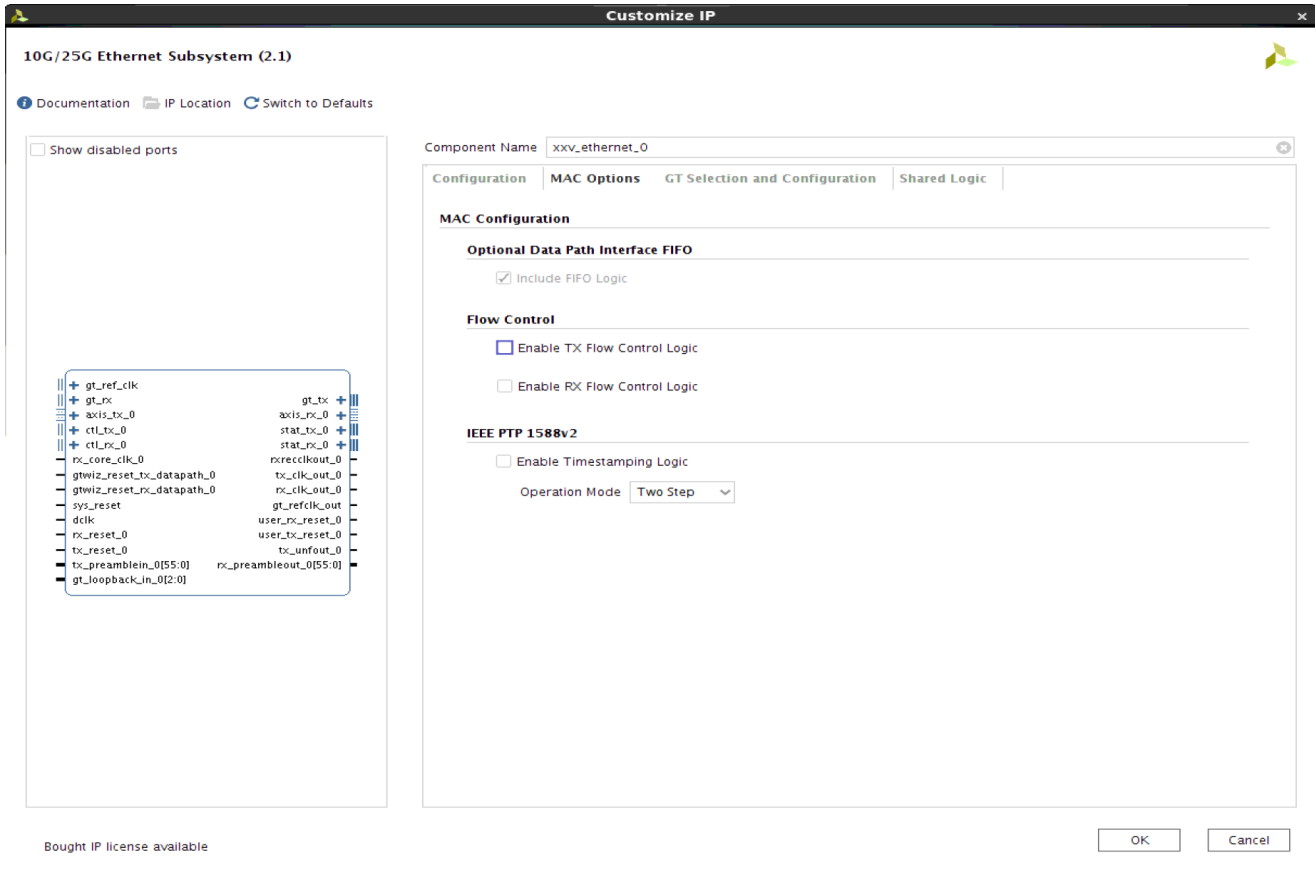 Customize IP
10G/25G Ethernet Subsystem (2.1)
Documentation IP Location Switch to Defaults
Show disabled ports
gt_ref_clk
gt_rx gt_tx
axis_tx_0 axis_rx_0
ctl_tx_0 stat_tx_0
ctl_rx_0 stat_rx_0
rx_core_clk_0 rxrecclkout_0
gtwiz_reset_tx_datapath_0 tx_clk_out_0
gtwiz_reset_rx_datapath_0 rx_clk_out_0
sys_reset gt_refclk_out
dclk user_rx_reset_0
rx_reset_0 user_tx_reset_0
tx_reset_0 tx_unfout_0
tx_preamblein_0[55:0] rx_preambleout_0[55:0]
gt_loopback_in_0[2:0]
Component Name xxv_ethernet_0
Configuration MAC Options GT Selection and Configuration Shared Logic
MAC Configuration
Optional Data Path Interface FIFO
Include FIFO Logic
Flow Control
Enable TX Flow Control Logic
Enable RX Flow Control Logic
IEEE PTP 1588v2
Enable Timestamping Logic
Operation Mode Two Step
Bought IP license available
OK Cancel